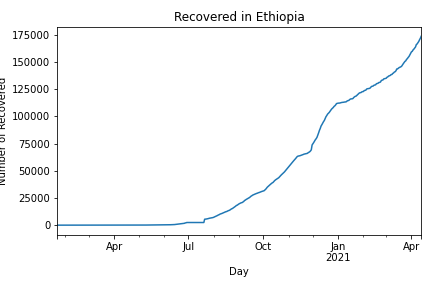 Recovered in Ethiopia
Number of Recovered
175000
150000
125000
100000
75000
50000
25000
0
Apr
Jul
Oct
Jan
2021
Apr
Day